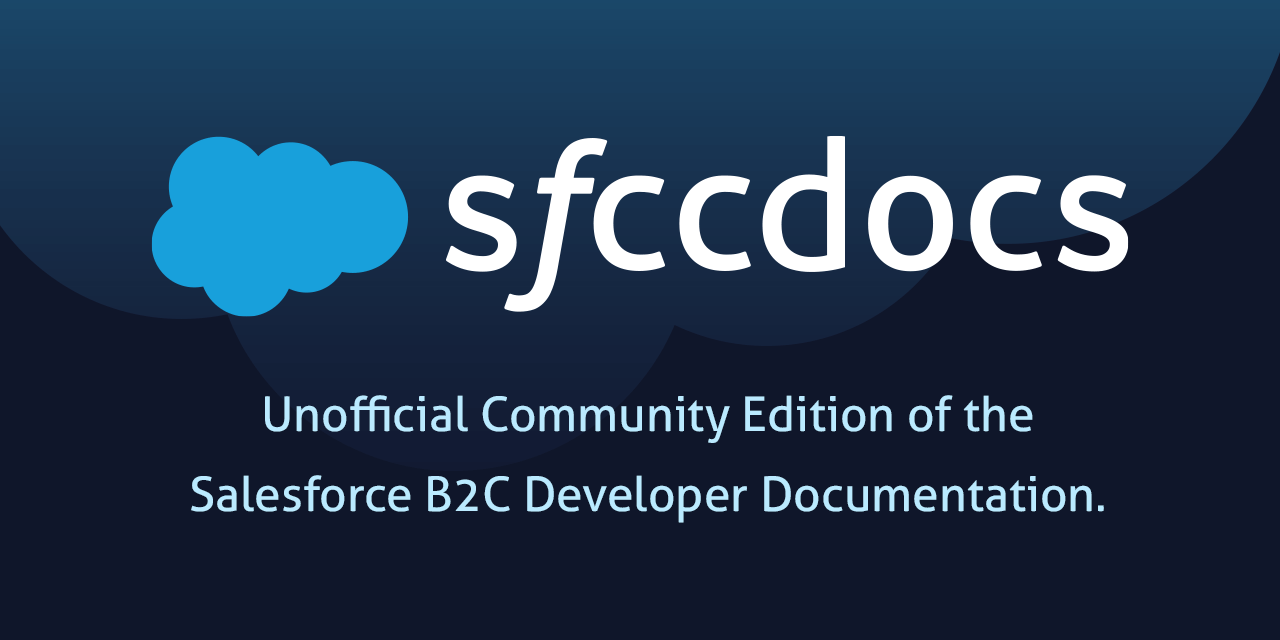 sfccdocs
Unofficial Community Edition of the
Salesforce B2C Developer Documentation.